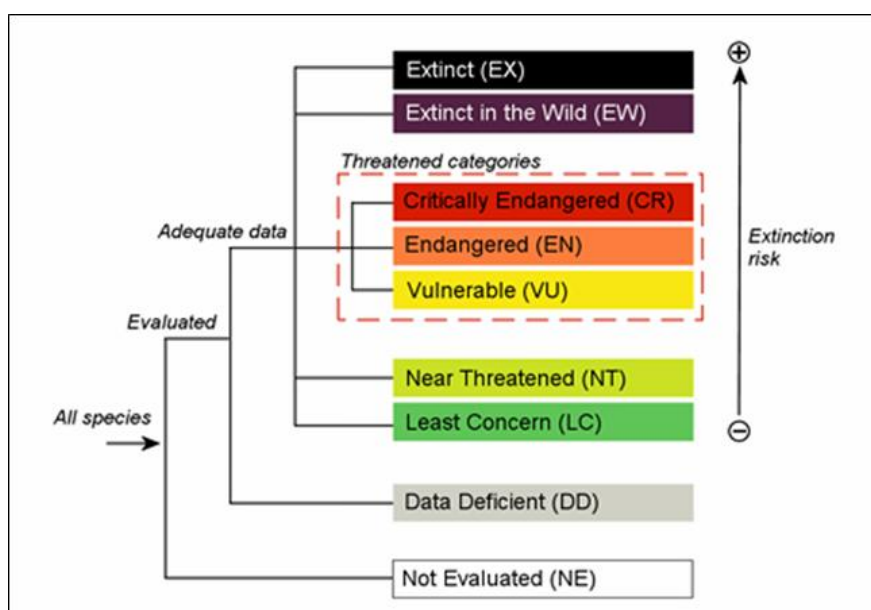 Extinct (EX)
Extinct in the Wild (EW)
Threatened categories
Critically Endangered (CR)
Adequate data
Endangered (EN)
Extinction
risk
Vulnerable (VU)
Evaluated
Near Threatened (NT)
All species
Least Concern (LC)
Data Deficient (DD)
Not Evaluated (NE)